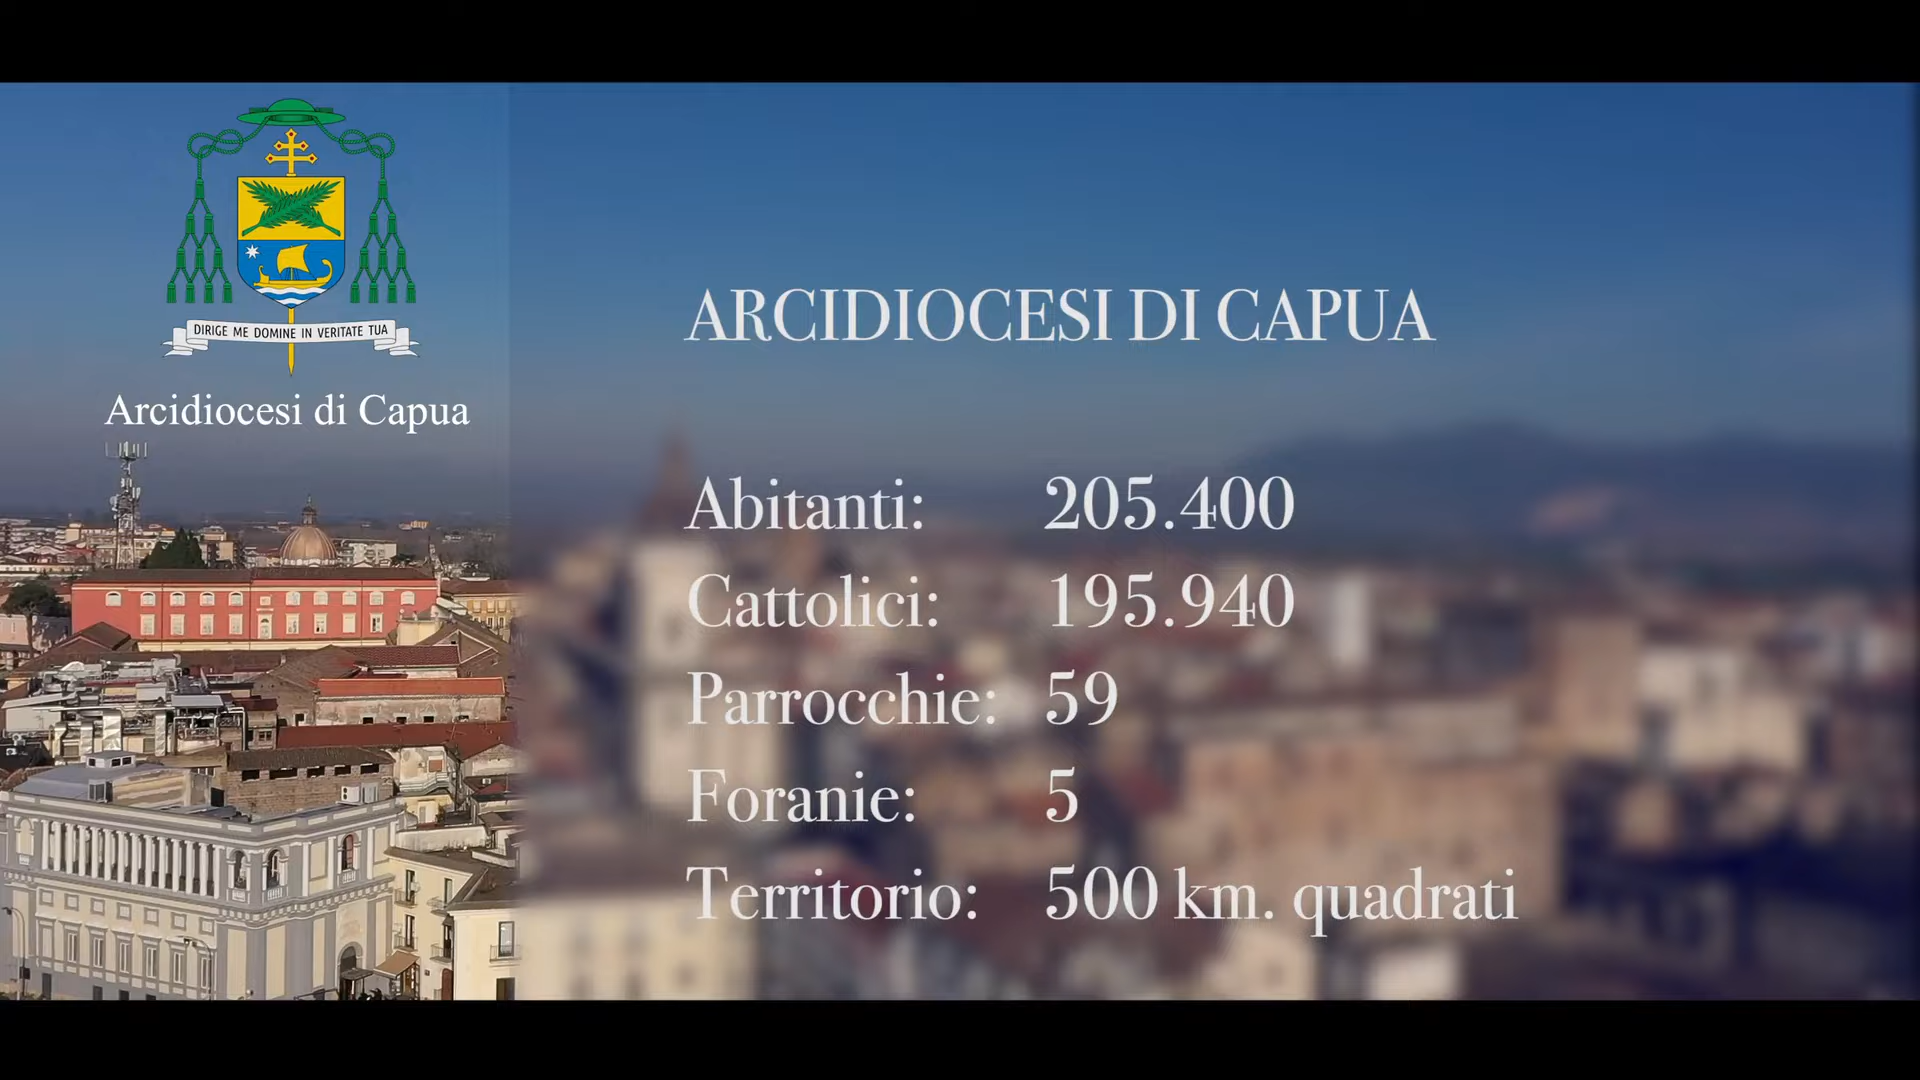 DIRIGE ME DOMINE IN VERITATE TUA
Arcidiocesi di Capua
ARCIDIOCESI DI CAPUA
Abitanti: 205.400
Cattolici: 195.940
Parrocchie: 59
Foranie: 5
Territorio: 500 km. quadrati